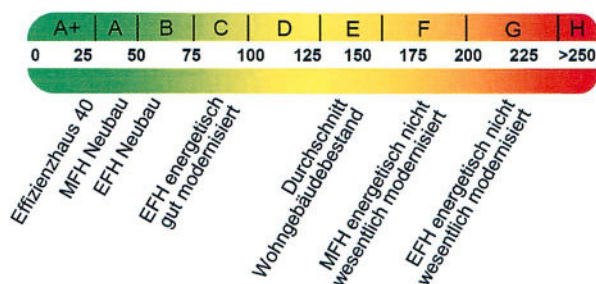 A+ A B C D E F G H
0 25 50 75 100 125 150 175 200 225 >250
Effizienzhaus 40
MFH Neubau
EFH Neubau
EFH energetisch
gut modernisiert
Durchschnitt
Wohngebäudebestand
MFH energetisch nicht
wesentlich modernisiert
EFH energetisch nicht
wesentlich modernisiert